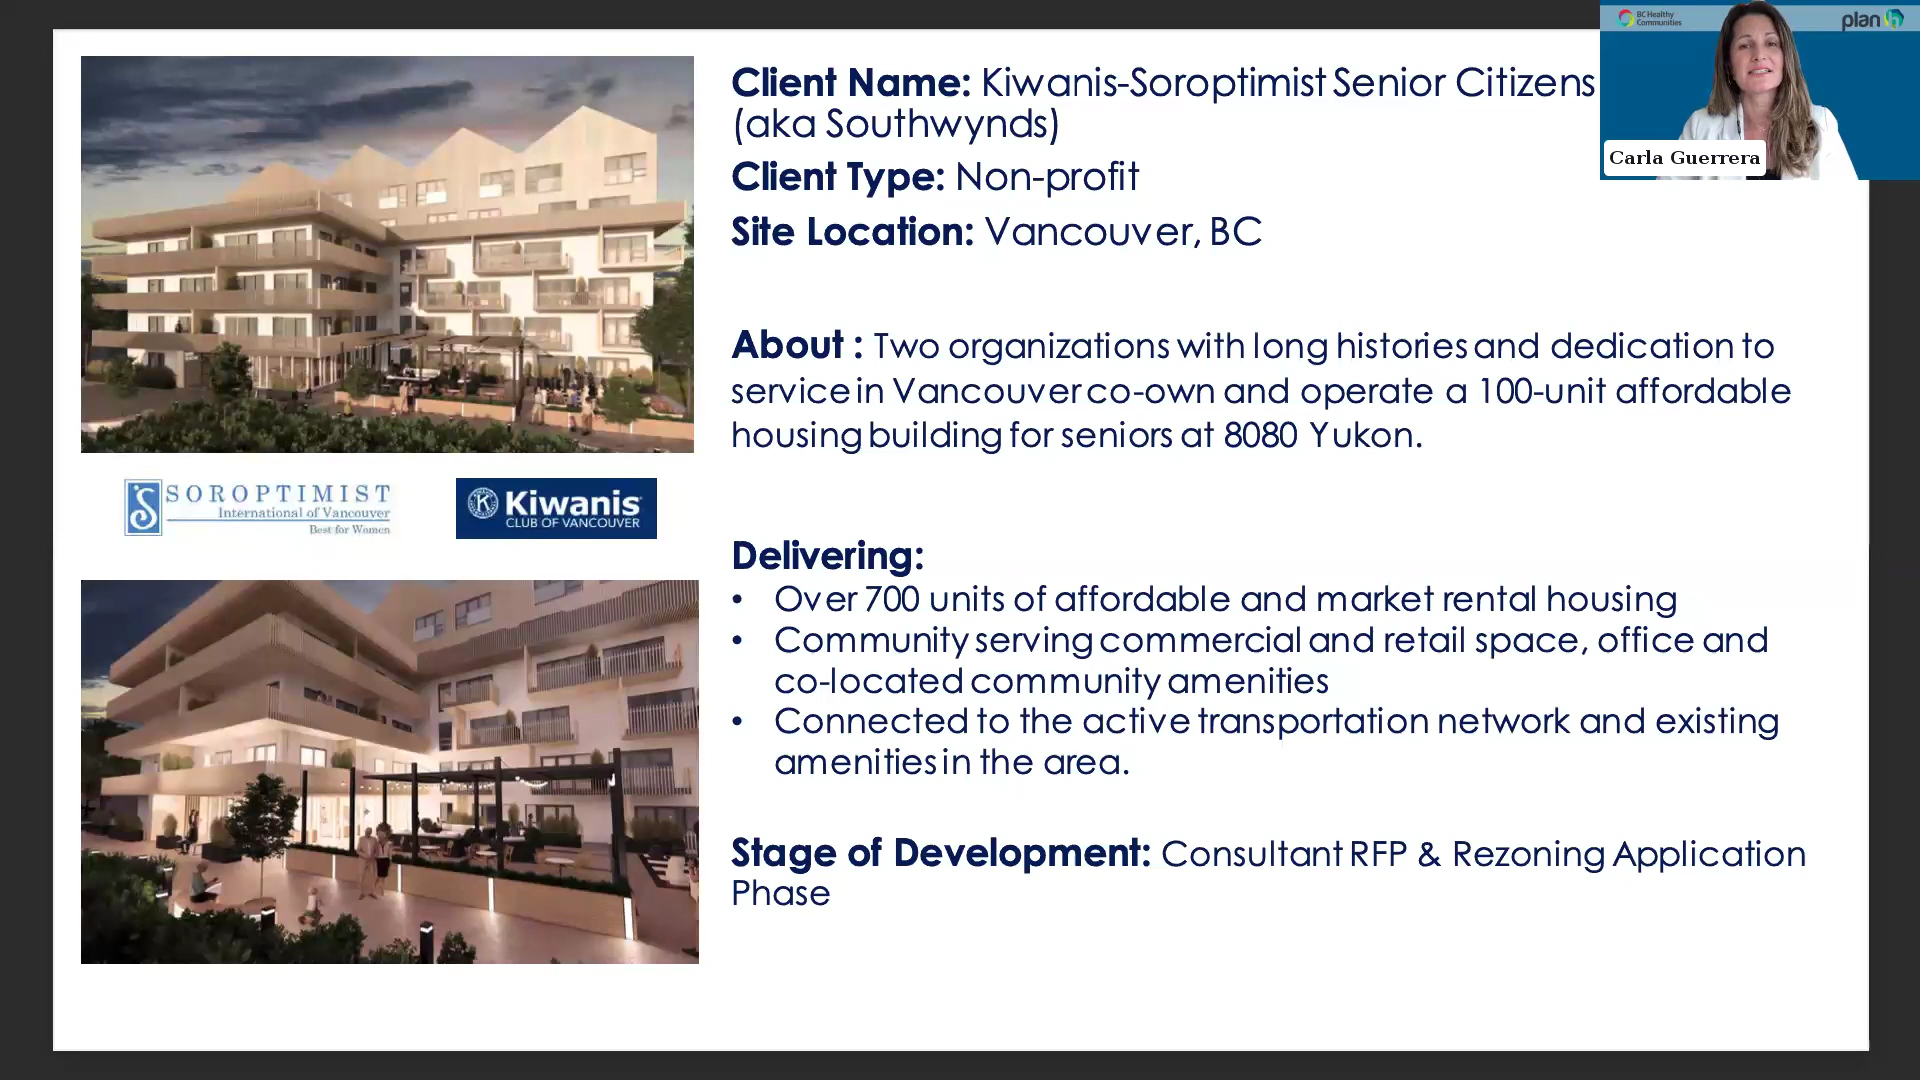 Client Name: Kiwanis-Soroptimist Senior Citizens
(aka Southwynds)
Client Type: Non-profit
Site Location: Vancouver, BC
About : Two organizations with long histories and dedication to
service in Vancouver co-own and operate a 100-unit affordable
housing building for seniors at 8080 Yukon.
Delivering:
• Over 700 units of affordable and market rental housing
• Community serving commercial and retail space, office and
co-located community amenities
• Connected to the active transportation network and existing
amenities in the area.
Stage of Development: Consultant RFP & Rezoning Application
Phase
S
SOROPTIMIST
International of Vancouver
Best for Women
K
Kiwanis
CLUB OF VANCOUVER
BC Healthy
Communities
plan h
Carla Guerrera